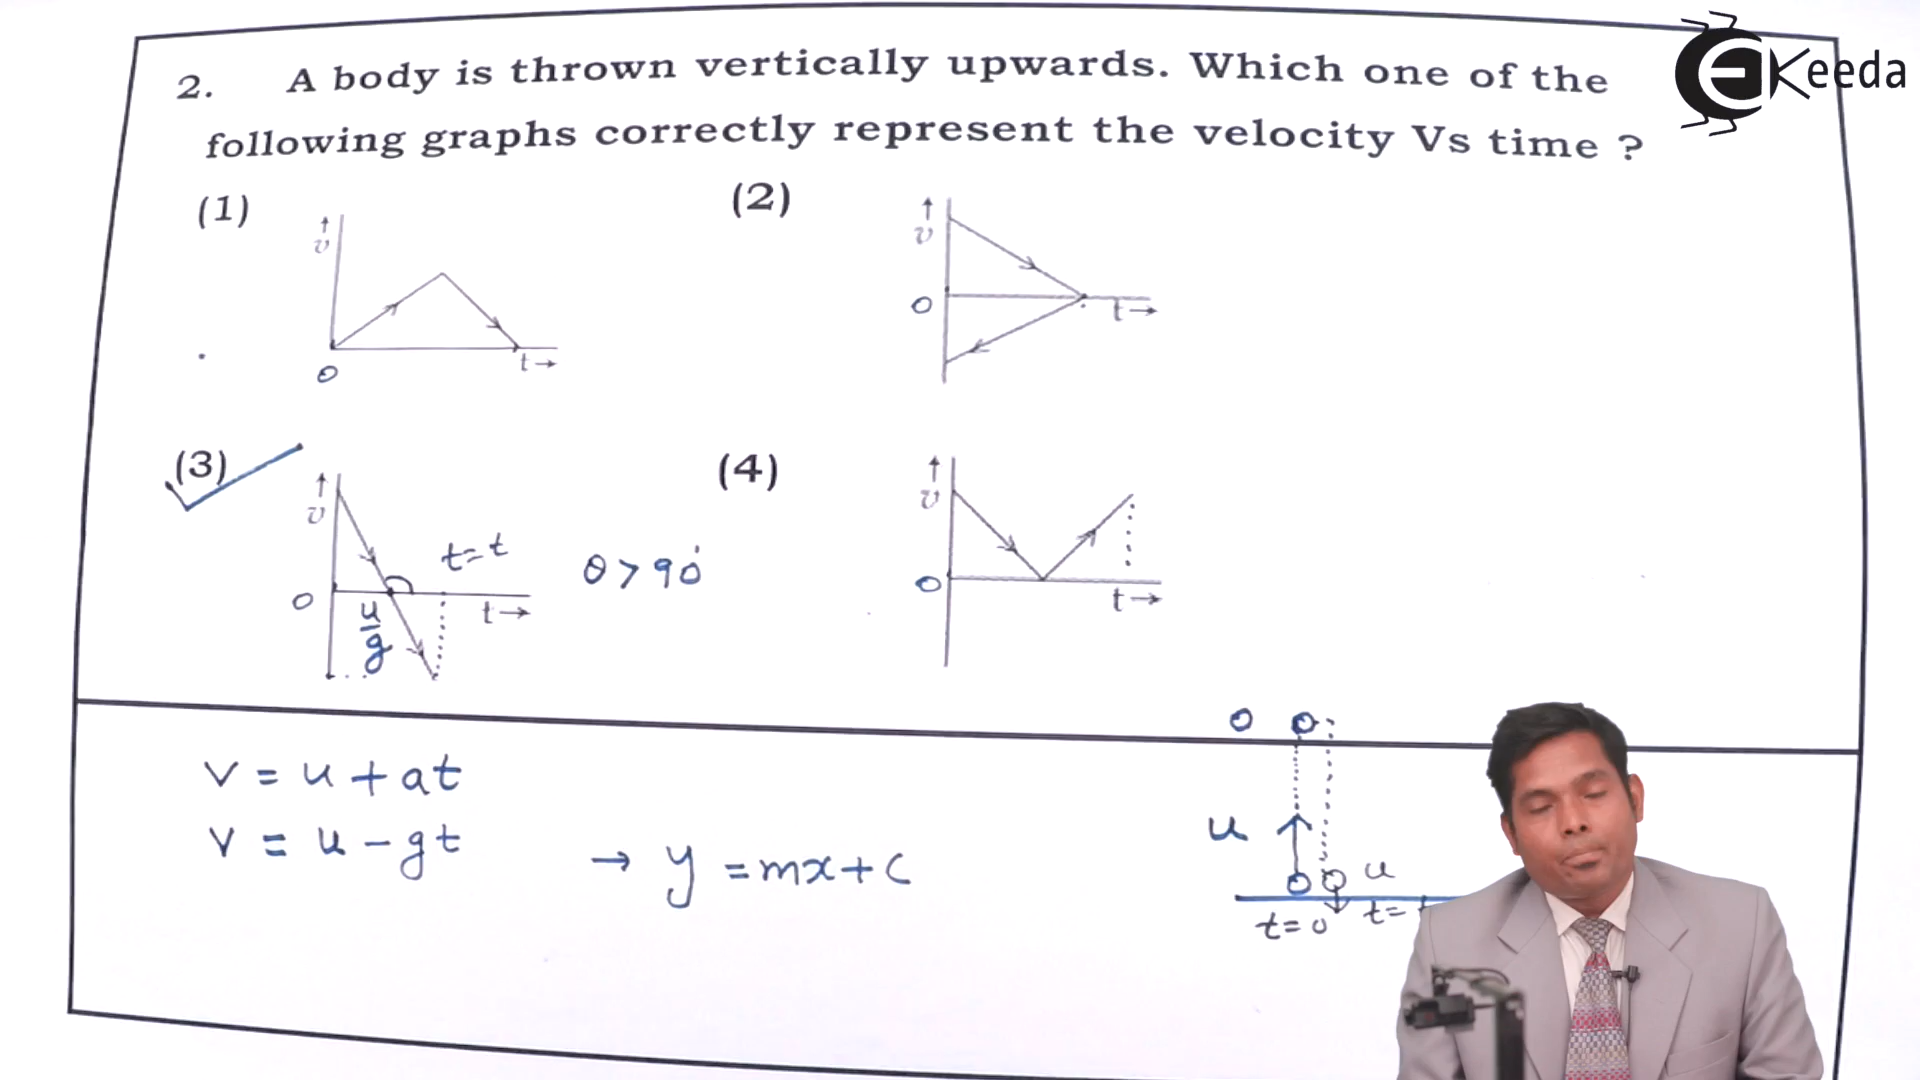 2. A body is thrown vertically upwards. Which one of the
following graphs correctly represent the velocity Vs time ?
EKeeda
(1)
↑
v
O
t→
(2)
↑
v
O
t→
(3)
↑
v
O
t→
t=t
θ > 90°
u/g
(4)
↑
v
O
t→
v = u + at
v = u - gt
→ y = mx + c
O
u
u
t=0
t=